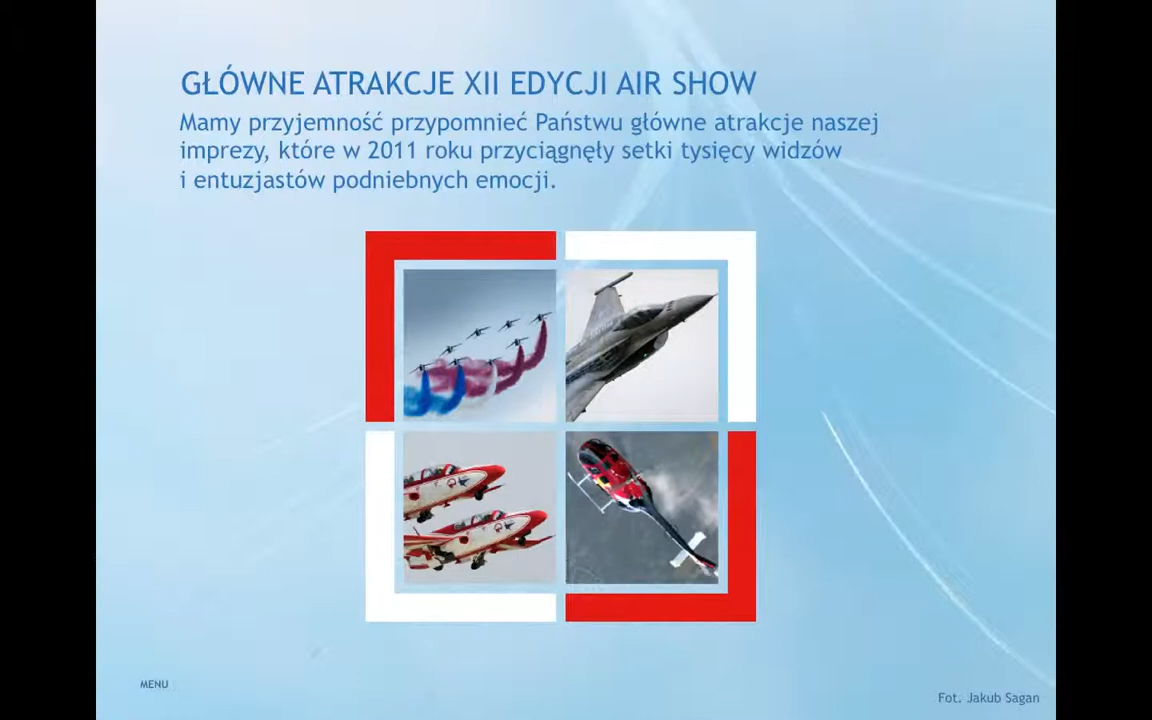 GŁÓWNE ATRAKCJE XII EDYCJI AIR SHOW
Mamy przyjemność przypomnieć Państwu główne atrakcje naszej
imprezy, które w 2011 roku przyciągnęły setki tysięcy widzów
i entuzjastów podniebnych emocji.
MENU
Fot. Jakub Sagan